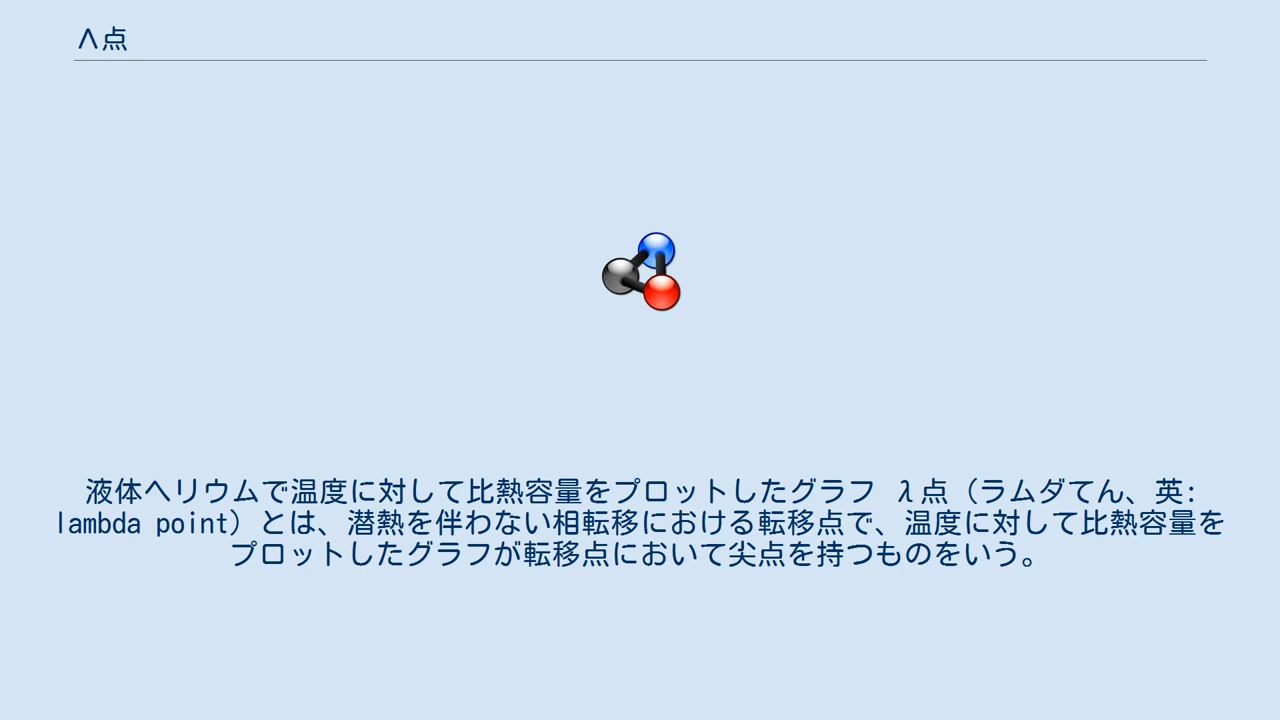 Λ点
液体ヘリウムで温度に対して比熱容量をプロットしたグラフ λ点（ラムダてん、英:
lambda point）とは、潜熱を伴わない相転移における転移点で、温度に対して比熱容量を
プロットしたグラフが転移点において尖点を持つものをいう。